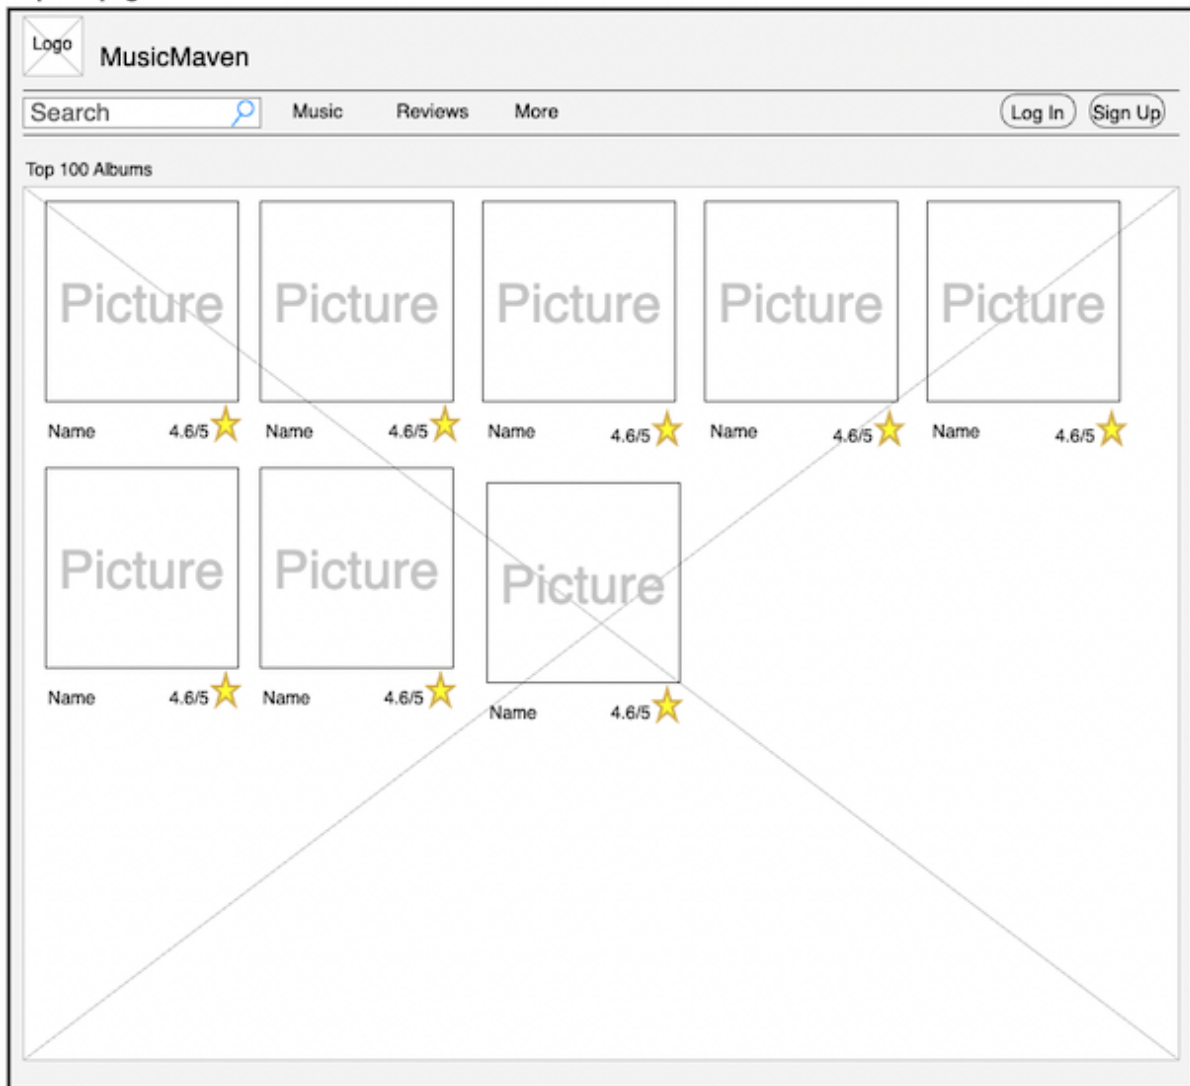 Logo
MusicMaven
Search Music Reviews More Log In Sign Up
Top 100 Albums
Picture Picture Picture Picture Picture
Name 4.6/5 Name 4.6/5 Name 4.6/5 Name 4.6/5 Name 4.6/5
Picture Picture Picture
Name 4.6/5 Name 4.6/5 Name 4.6/5